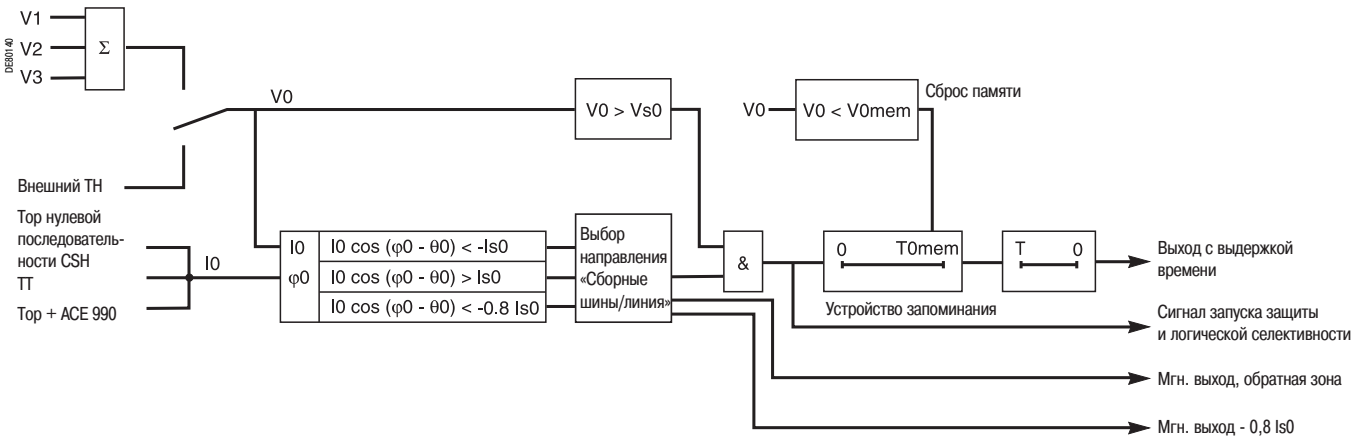 V1
V2
V3
DE80140
Σ
V0
V0 > Vs0
V0
V0 < V0mem
Сброс памяти
Внешний ТН
Тор нулевой
последователь-
ности CSH
ТТ
Тор + ACE 990
I0
I0
φ0
I0 cos (φ0 - θ0) < -Is0
I0 cos (φ0 - θ0) > Is0
I0 cos (φ0 - θ0) < -0.8 Is0
Выбор
направления
«Сборные
шины/линия»
&
0 T0mem
Устройство запоминания
T 0
Выход с выдержкой
времени
Сигнал запуска защиты
и логической селективности
Мгн. выход, обратная зона
Мгн. выход - 0,8 Is0